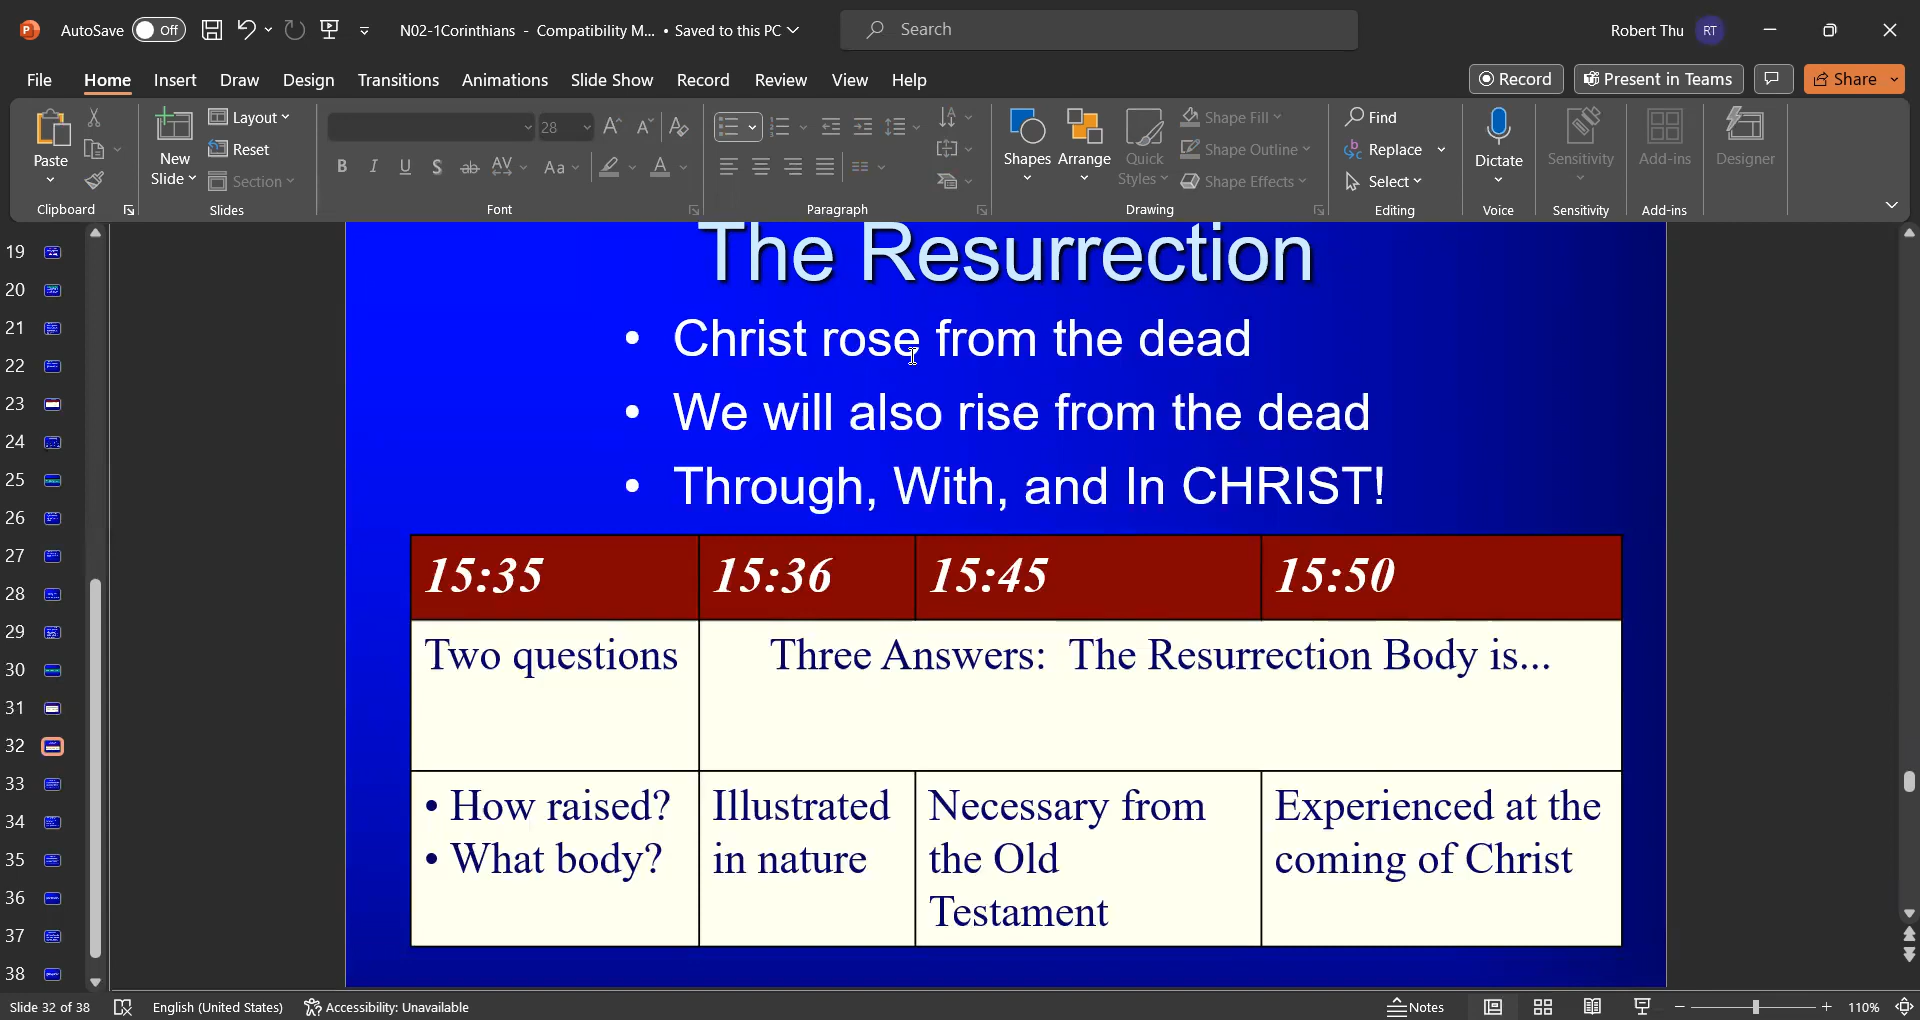 AutoSave Off N02-1Corinthians - Compatibility M... • Saved to this PC Search Robert Thu RT
File Home Insert Draw Design Transitions Animations Slide Show Record Review View Help Record Present in Teams Share
Paste New Slide Layout Reset Section 28 Shapes Arrange Quick Styles Shape Fill Shape Outline Shape Effects Find Replace Select Dictate Sensitivity Add-ins Designer
Clipboard Slides Font Paragraph Drawing Editing Voice Sensitivity Add-ins
The Resurrection
• Christ rose from the dead
• We will also rise from the dead
• Through, With, and In CHRIST!
15:35 15:36 15:45 15:50
Two questions Three Answers: The Resurrection Body is...
• How raised? Illustrated Necessary from Experienced at the
• What body? in nature the Old coming of Christ
Testament
19
20
21
22
23
24
25
26
27
28
29
30
31
32
33
34
35
36
37
38
Slide 32 of 38 English (United States) Accessibility: Unavailable Notes 110%